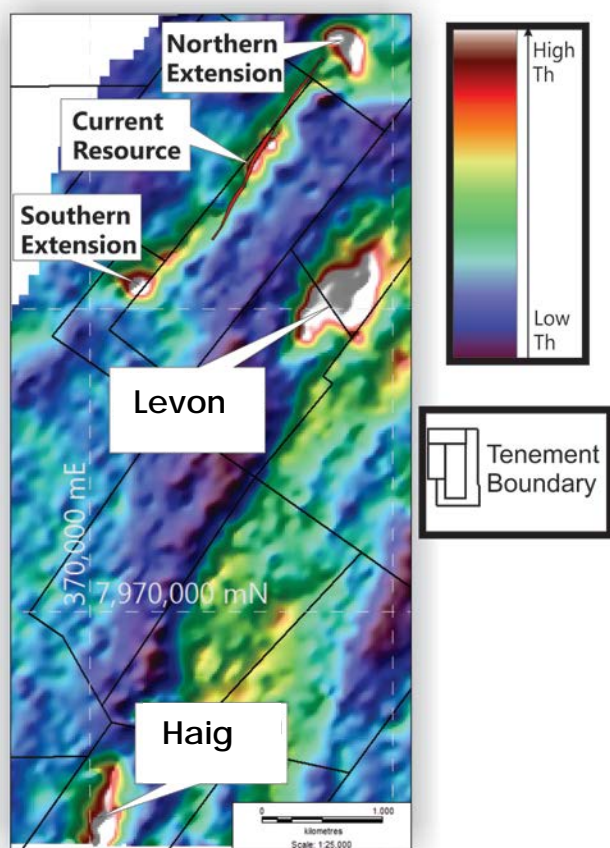 Northern
Extension
Current
Resource
Southern
Extension
Levon
370,000 mE
7,970,000 mN
Haig
0 1,000
kilometres
Scale: 1:25,000
High
Th
Low
Th
Tenement
Boundary